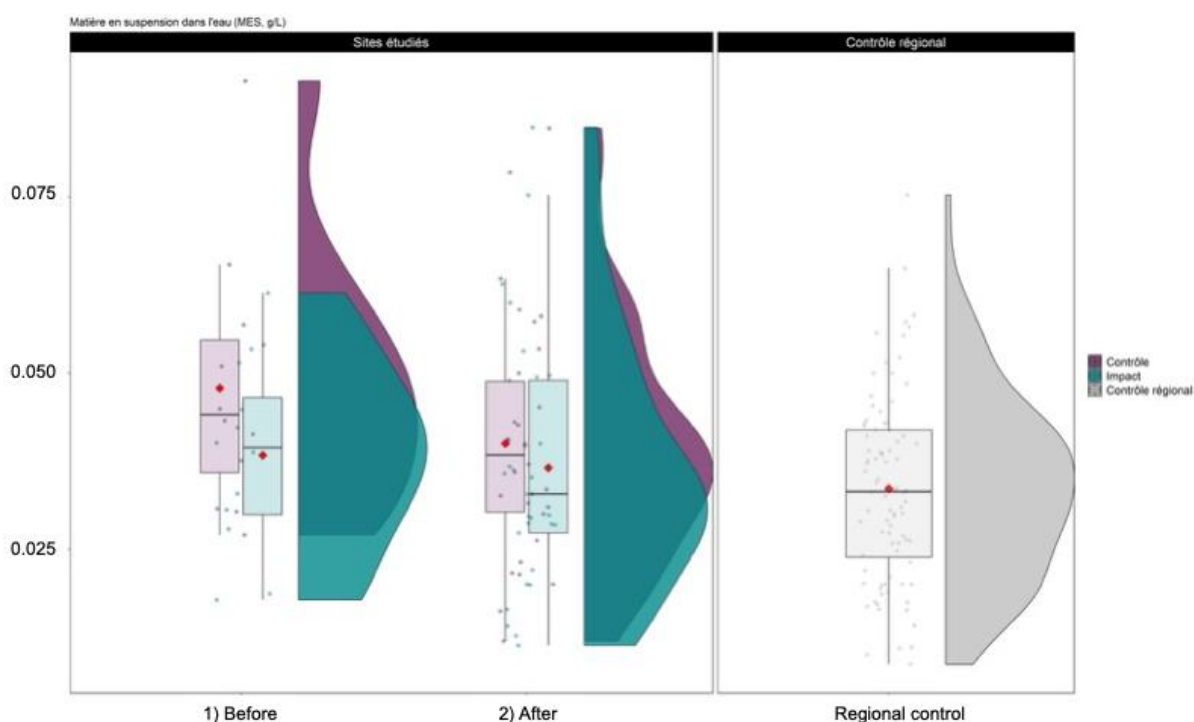 Matière en suspension dans l'eau (MES, g/L)
Sites étudiés
Contrôle régional
0.075
0.050
0.025
Contrôle
Impact
Contrôle régional
1) Before
2) After
Regional control